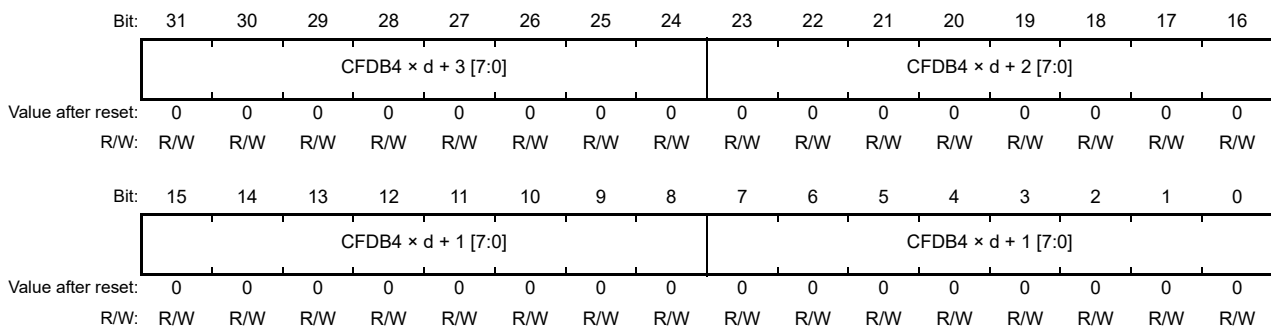 Bit: 31 30 29 28 27 26 25 24 23 22 21 20 19 18 17 16
CFDB4 × d + 3 [7:0] CFDB4 × d + 2 [7:0]
Value after reset: 0 0 0 0 0 0 0 0 0 0 0 0 0 0 0 0
R/W: R/W R/W R/W R/W R/W R/W R/W R/W R/W R/W R/W R/W R/W R/W R/W R/W
Bit: 15 14 13 12 11 10 9 8 7 6 5 4 3 2 1 0
CFDB4 × d + 1 [7:0] CFDB4 × d + 1 [7:0]
Value after reset: 0 0 0 0 0 0 0 0 0 0 0 0 0 0 0 0
R/W: R/W R/W R/W R/W R/W R/W R/W R/W R/W R/W R/W R/W R/W R/W R/W R/W